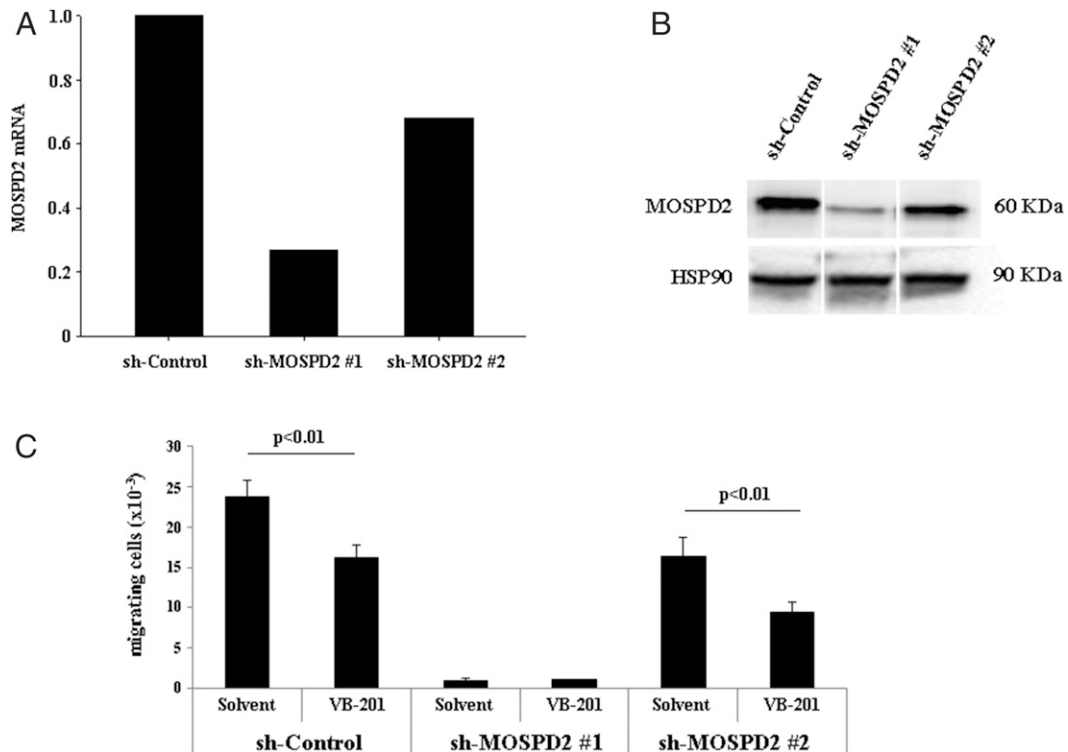 A
MOSPD2 mRNA
1.0
0.8
0.6
0.4
0.2
0
sh-Control
sh-MOSPD2 #1
sh-MOSPD2 #2
B
sh-Control
sh-MOSPD2 #1
sh-MOSPD2 #2
MOSPD2
60 KDa
HSP90
90 KDa
C
migrating cells (x10-3)
30
25
20
15
10
5
0
p<0.01
p<0.01
Solvent
VB-201
Solvent
VB-201
Solvent
VB-201
sh-Control
sh-MOSPD2 #1
sh-MOSPD2 #2